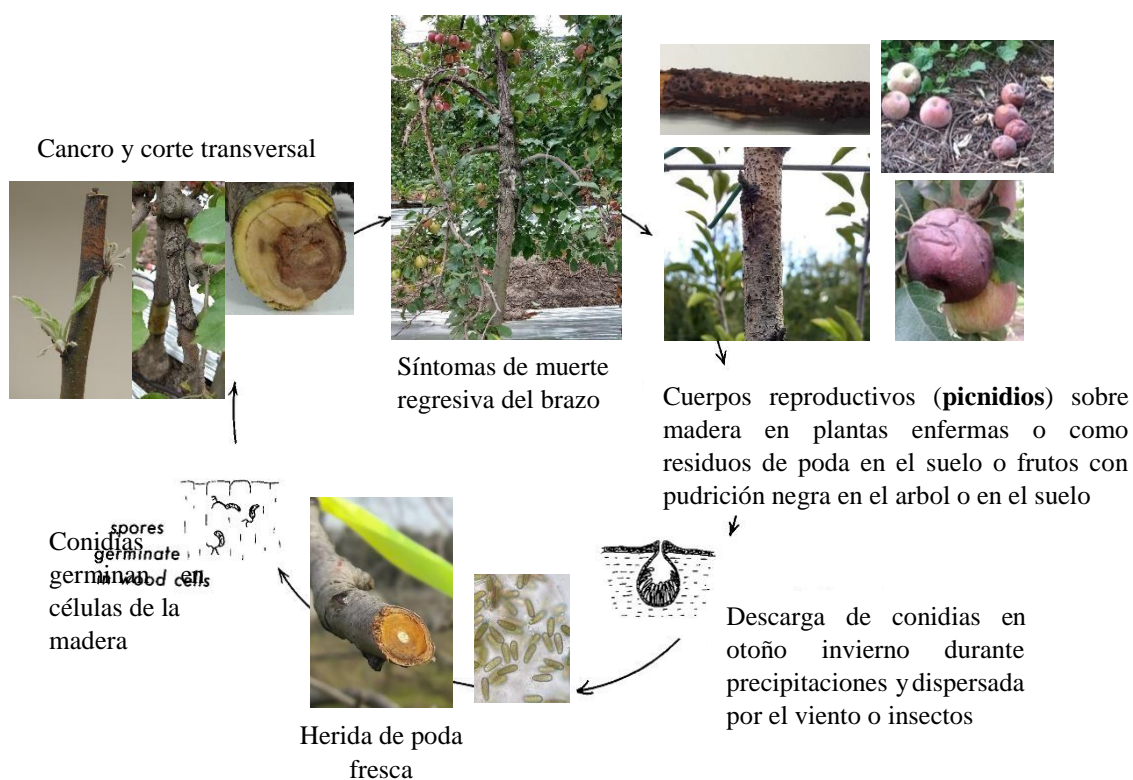 Cancro y corte transversal
Síntomas de muerte
regresiva del brazo
Cuerpos reproductivos (picnidios) sobre
madera en plantas enfermas o como
residuos de poda en el suelo o frutos con
pudrición negra en el arbol o en el suelo
Descarga de conidias en
otoño invierno durante
precipitaciones y dispersada
por el viento o insectos
Herida de poda
fresca
spores
germinate
in wood cells
Conidias
germinan en
células de la
madera